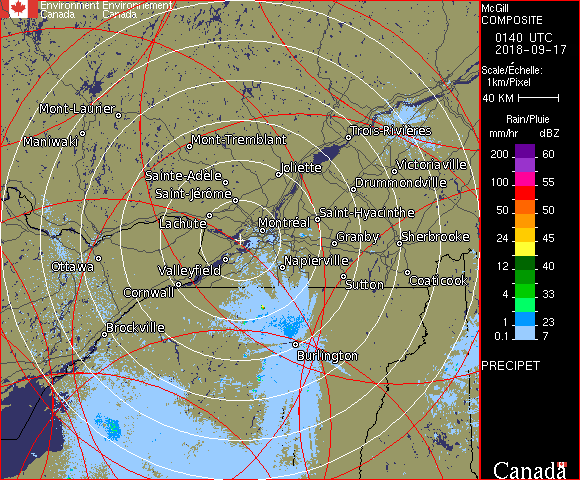 Environment Environnement
Canada Canada
McGill
COMPOSITE
0140 UTC
2018-09-17
Scale/Échelle:
1km/Pixel
40 KM
Rain/Pluie
mm/hr dBZ
200 60
100 55
50 50
24 45
12 40
4 33
1 23
0.1 7
PRECIPET
Canada
Mont-Laurier
Maniwaki
Mont-Tremblant
Trois-Rivières
Joliette
Victoriaville
Sainte-Adèle
Drummondville
Saint-Jérôme
Saint-Hyacinthe
Lachute
Montréal
Granby
Sherbrooke
Ottawa
Valleyfield
Napierville
Cornwall
Sutton
Coaticook
Brockville
Burlington